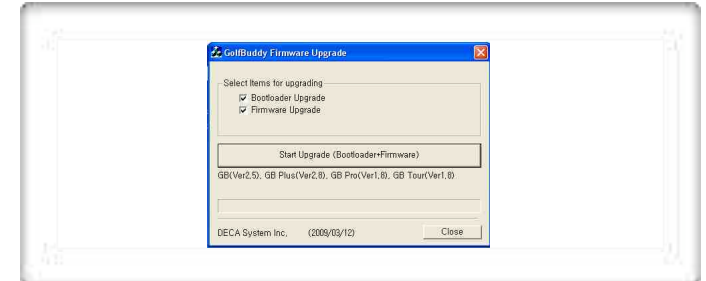 GolfBuddy Firmware Upgrade
Select Items for upgrading
Bootloader Upgrade
Firmware Upgrade
Start Upgrade (Bootloader+Firmware)
GB(Ver2,5), GB Plus(Ver2,8), GB Pro(Ver1,8), GB Tour(Ver1,8)
DECA System Inc, (2009/03/12) Close